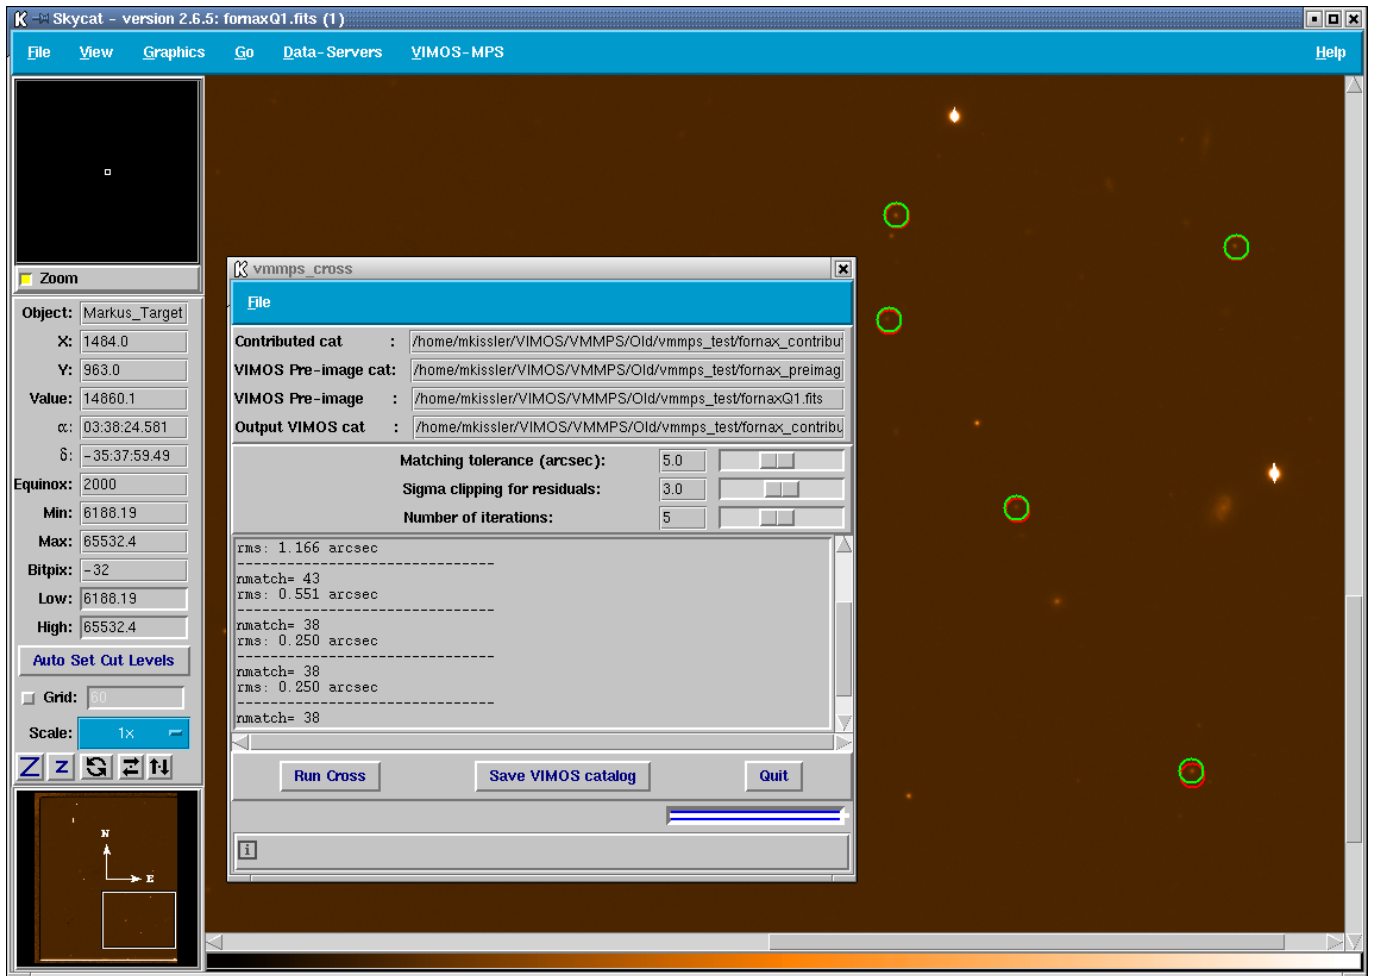 Skycat - version 2.6.5: fornaxQ1.fits (1)
File View Graphics Go Data-Servers VIMOS-MPS Help
Zoom
Object: Markus_Target
X: 1484.0
Y: 963.0
Value: 14860.1
α: 03:38:24.581
δ: -35:37:59.49
Equinox: 2000
Min: 6188.19
Max: 65532.4
Bitpix: -32
Low: 6188.19
High: 65532.4
Auto Set Cut Levels
Grid: 60
Scale: 1x
Z z
N
E
vmmps_cross
File
Contributed cat : /home/mkissler/VIMOS/VMMPS/Old/vmmps_test/fornax_contribu
VIMOS Pre-image cat: /home/mkissler/VIMOS/VMMPS/Old/vmmps_test/fornax_preimag
VIMOS Pre-image : /home/mkissler/VIMOS/VMMPS/Old/vmmps_test/fornaxQ1.fits
Output VIMOS cat : /home/mkissler/VIMOS/VMMPS/Old/vmmps_test/fornax_contribu
Matching tolerance (arcsec): 5.0
Sigma clipping for residuals: 3.0
Number of iterations: 5
rms: 1.166 arcsec
-------------------------------
nmatch= 43
rms: 0.551 arcsec
-------------------------------
nmatch= 38
rms: 0.250 arcsec
-------------------------------
nmatch= 38
rms: 0.250 arcsec
-------------------------------
nmatch= 38
Run Cross Save VIMOS catalog Quit
i